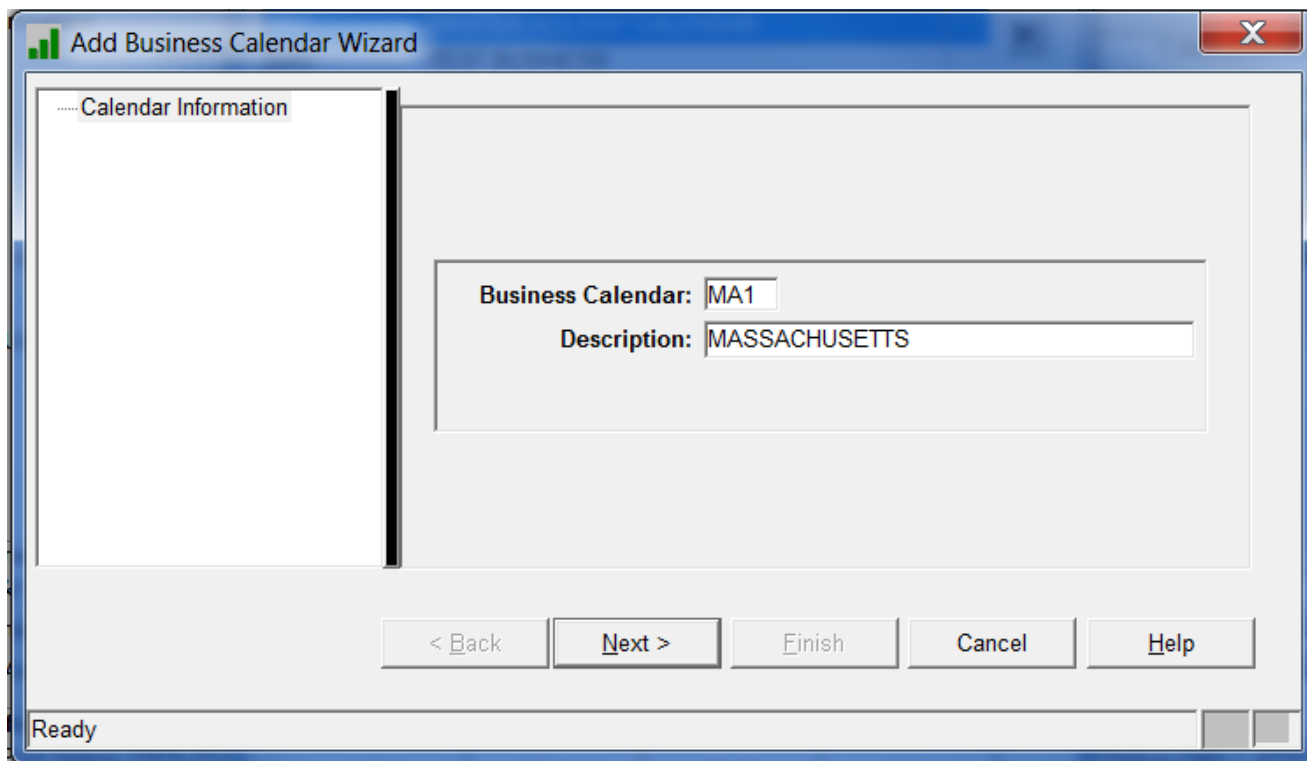 Add Business Calendar Wizard
X
Calendar Information
Business Calendar: MA1
Description: MASSACHUSETTS
< Back Next > Finish Cancel Help
Ready